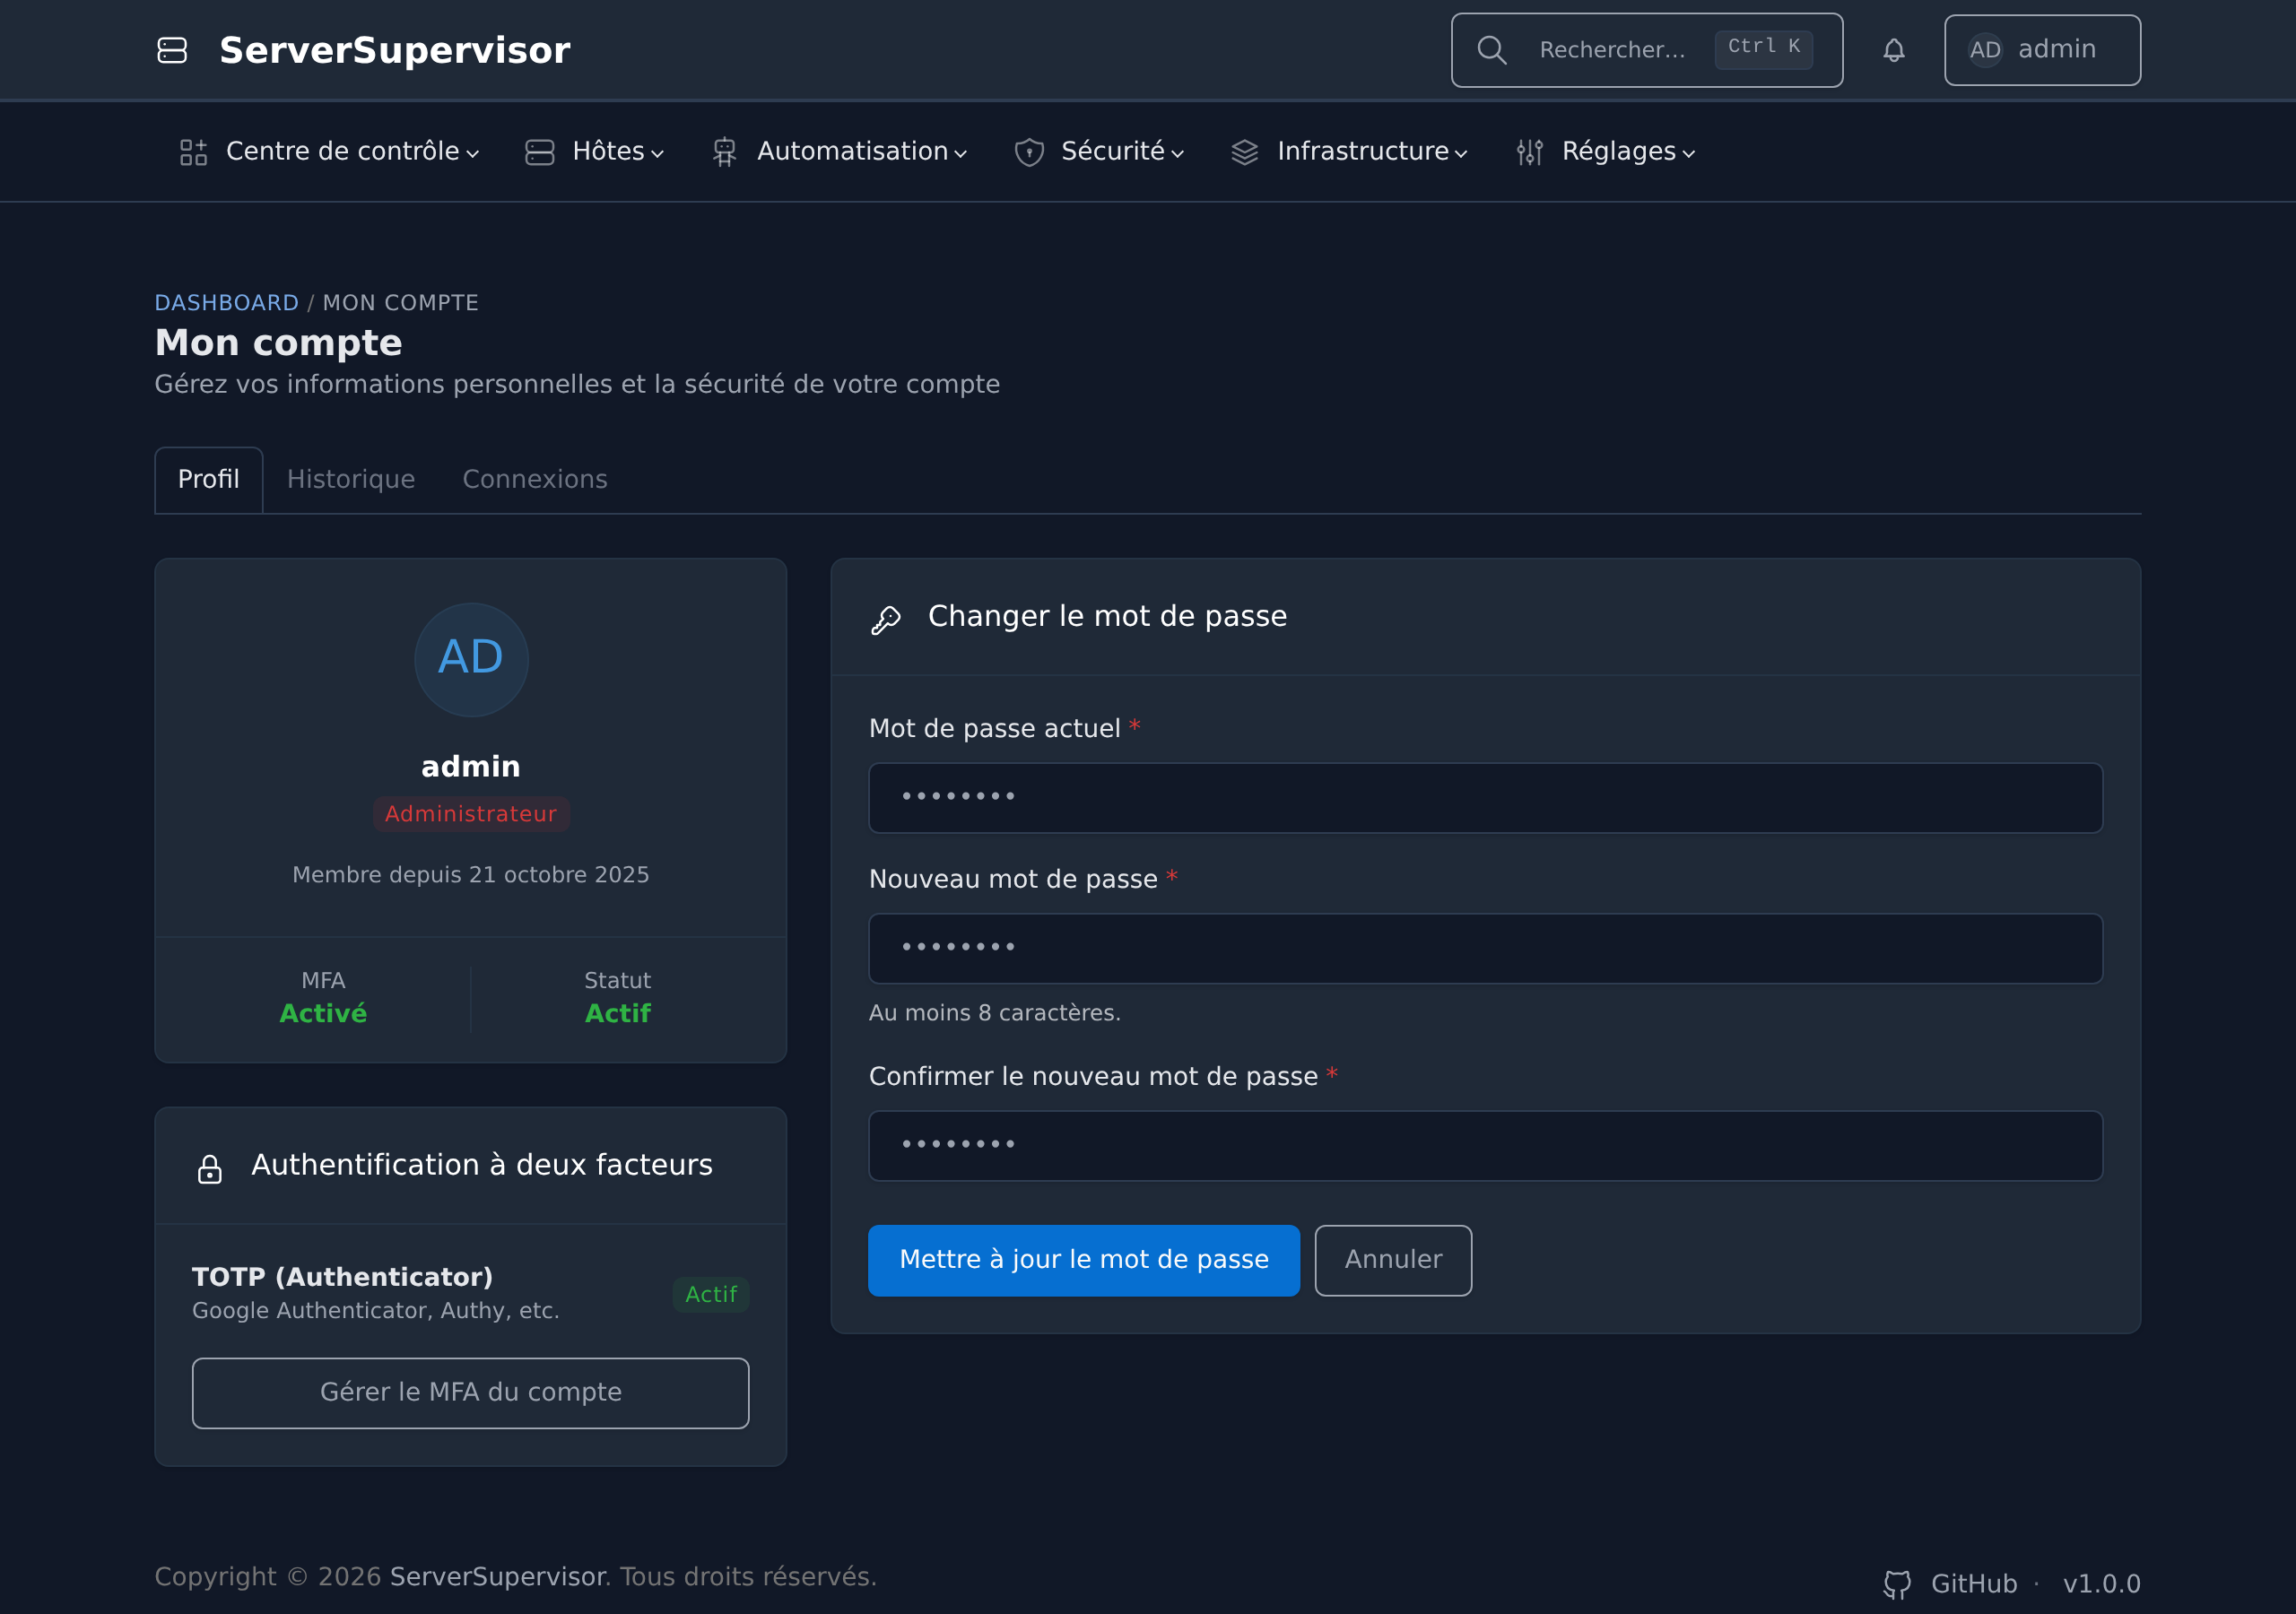 ServerSupervisor
Rechercher... Ctrl K
AD admin
Centre de contrôle Hôtes Automatisation Sécurité Infrastructure Réglages
DASHBOARD / MON COMPTE
Mon compte
Gérez vos informations personnelles et la sécurité de votre compte
Profil Historique Connexions
AD
admin
Administrateur
Membre depuis 21 octobre 2025
MFA
Activé
Statut
Actif
Authentification à deux facteurs
TOTP (Authenticator)
Google Authenticator, Authy, etc.
Actif
Gérer le MFA du compte
Changer le mot de passe
Mot de passe actuel *
••••••••
Nouveau mot de passe *
••••••••
Au moins 8 caractères.
Confirmer le nouveau mot de passe *
••••••••
Mettre à jour le mot de passe Annuler
Copyright © 2026 ServerSupervisor. Tous droits réservés.
GitHub · v1.0.0